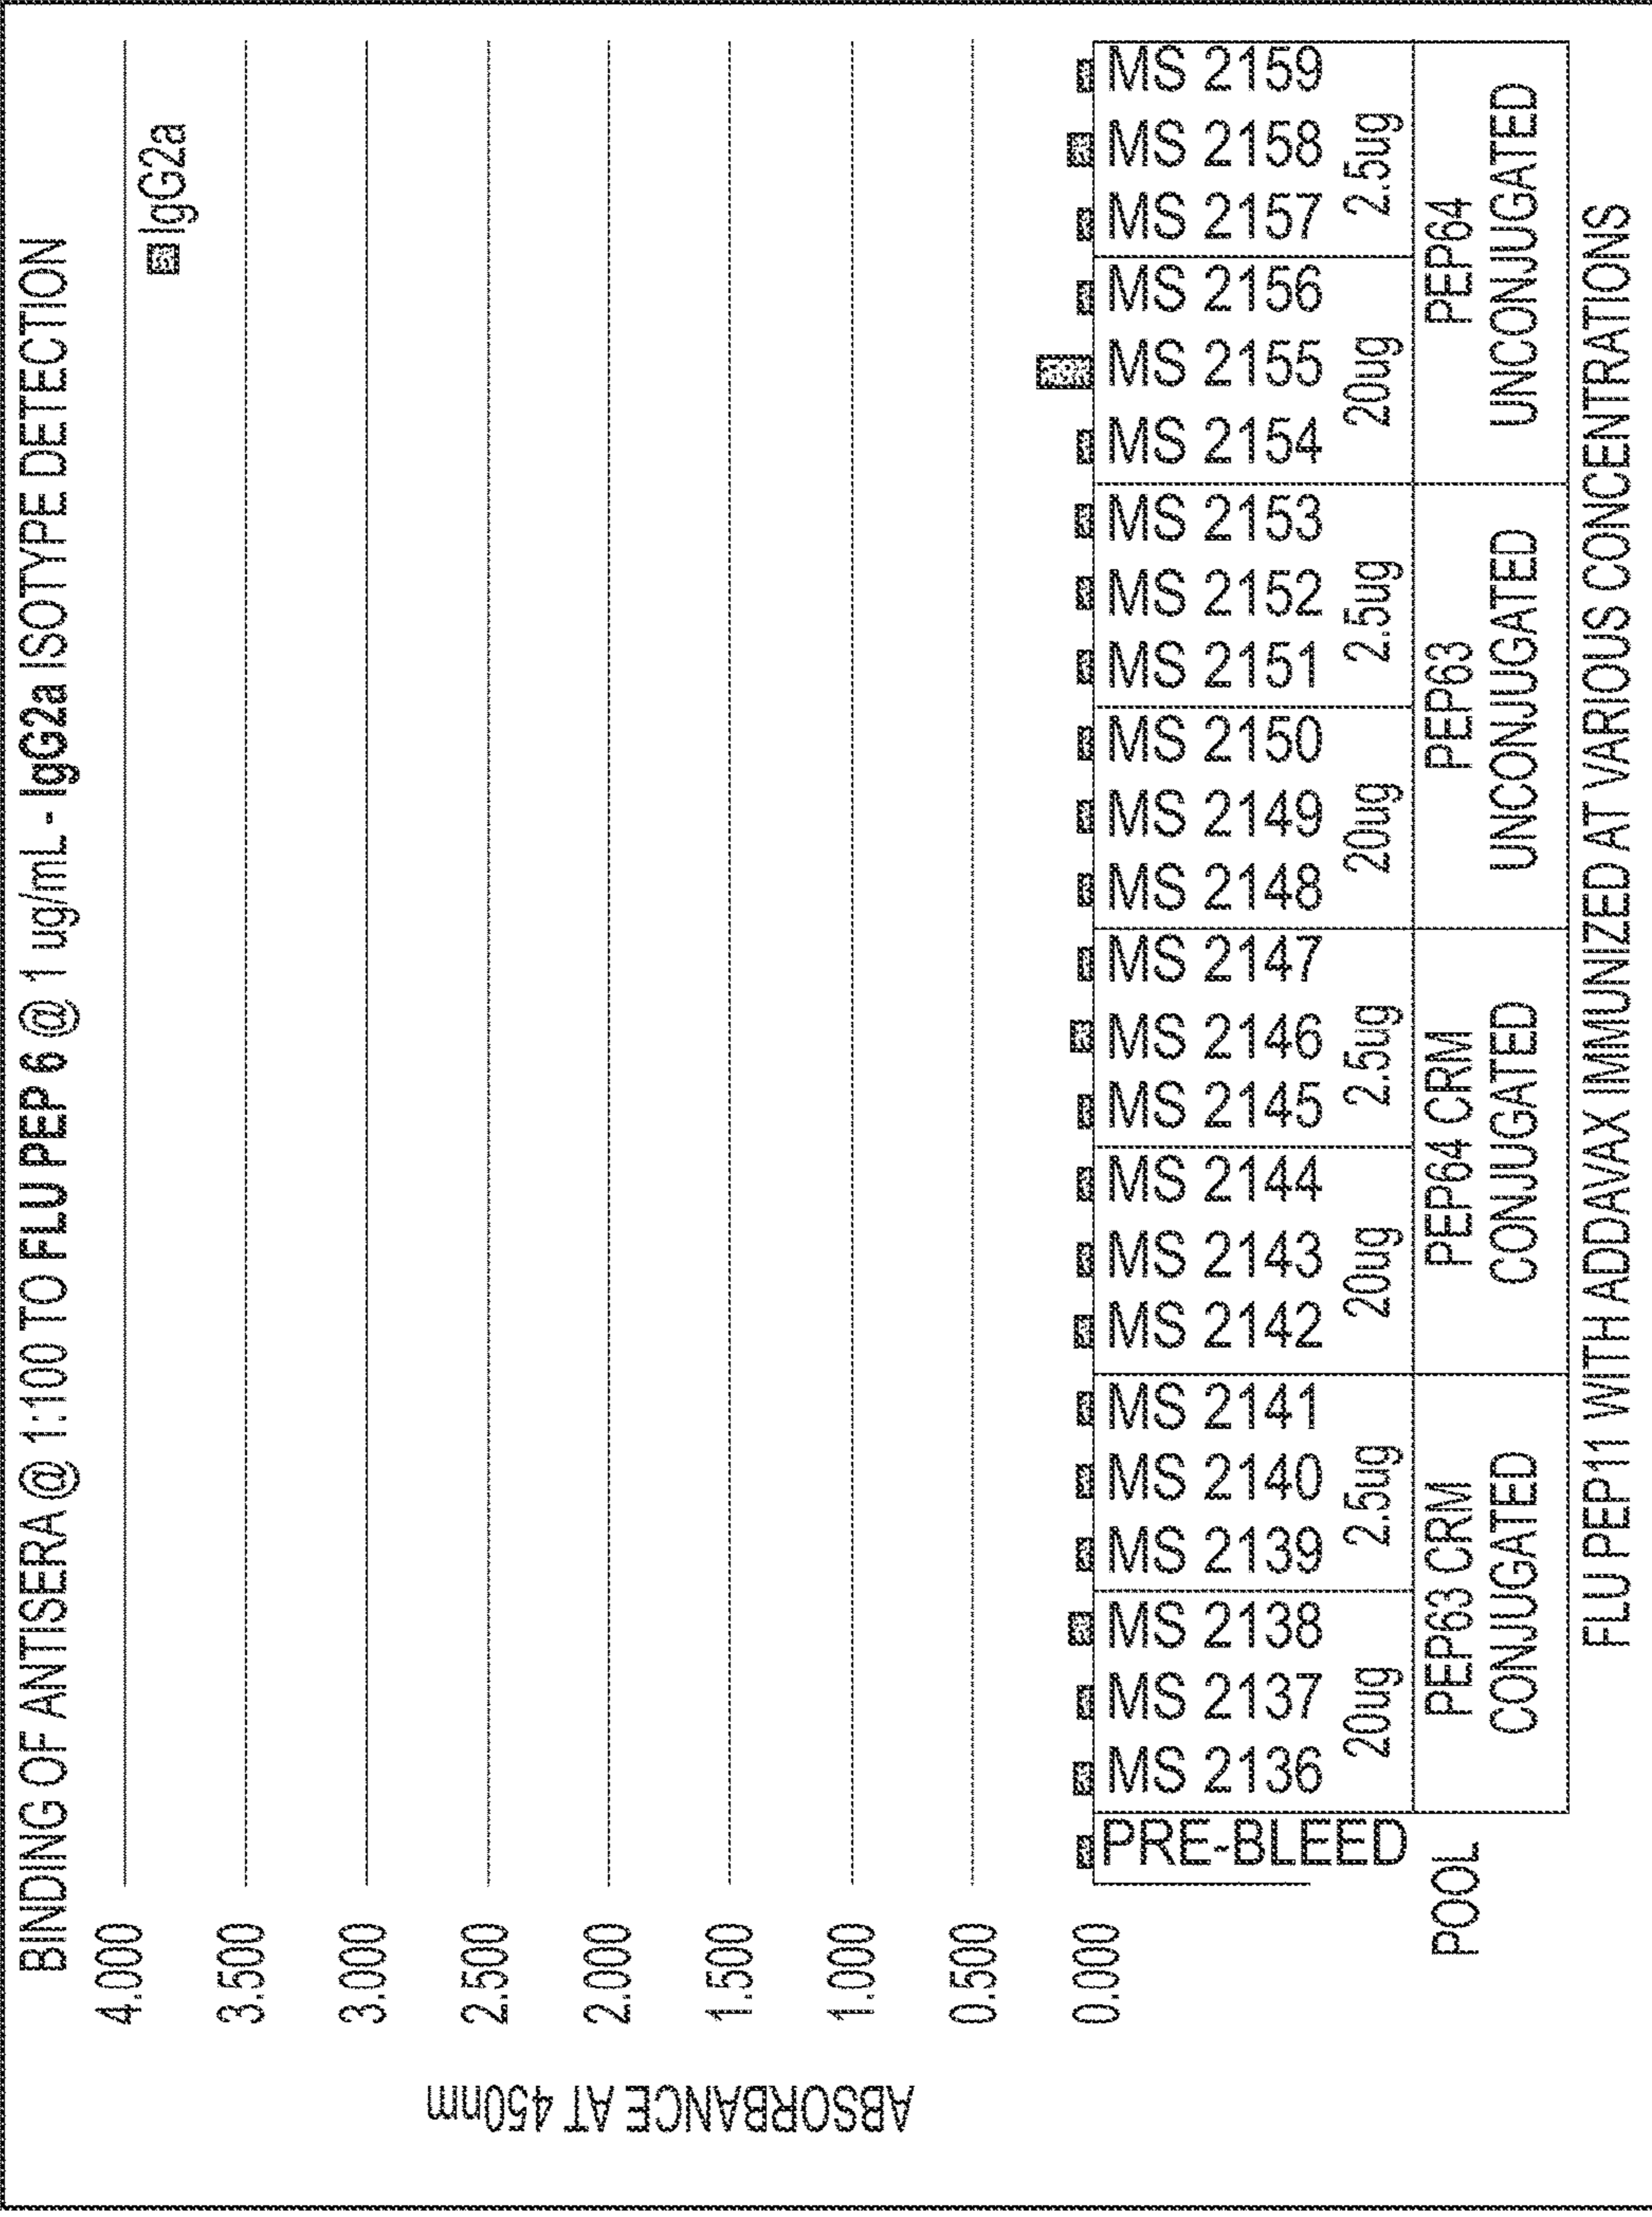 BINDING OF ANTISERA @ 1:100 TO FLU PEP 6 @ 1 ug/mL - IgG2a ISOTYPE DETECTION
IgG2a
ABSORBANCE AT 450nm
4.000
3.500
3.000
2.500
2.000
1.500
1.000
0.500
0.000
PRE-BLEED
MS 2136
MS 2137
MS 2138
MS 2139
MS 2140
MS 2141
MS 2142
MS 2143
MS 2144
MS 2145
MS 2146
MS 2147
MS 2148
MS 2149
MS 2150
MS 2151
MS 2152
MS 2153
MS 2154
MS 2155
MS 2156
MS 2157
MS 2158
MS 2159
20ug
2.5ug
20ug
2.5ug
20ug
2.5ug
20ug
2.5ug
POOL
PEP63 CRM
CONJUGATED
PEP64 CRM
CONJUGATED
PEP63
UNCONJUGATED
PEP64
UNCONJUGATED
FLU PEP11 WITH ADDAVAX IMMUNIZED AT VARIOUS CONCENTRATIONS